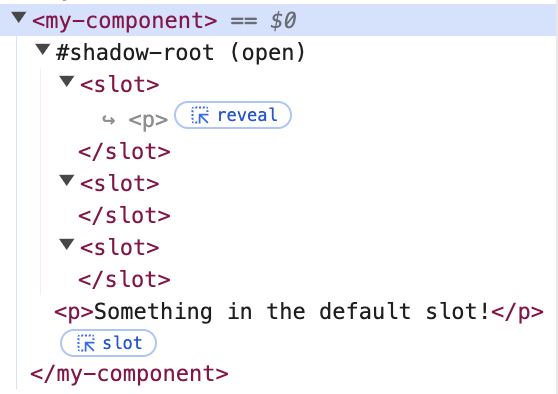 <my-component> == $0
#shadow-root (open)
<slot>
↪ <p> reveal
</slot>
<slot>
</slot>
<slot>
</slot>
<p>Something in the default slot!</p>
slot
</my-component>